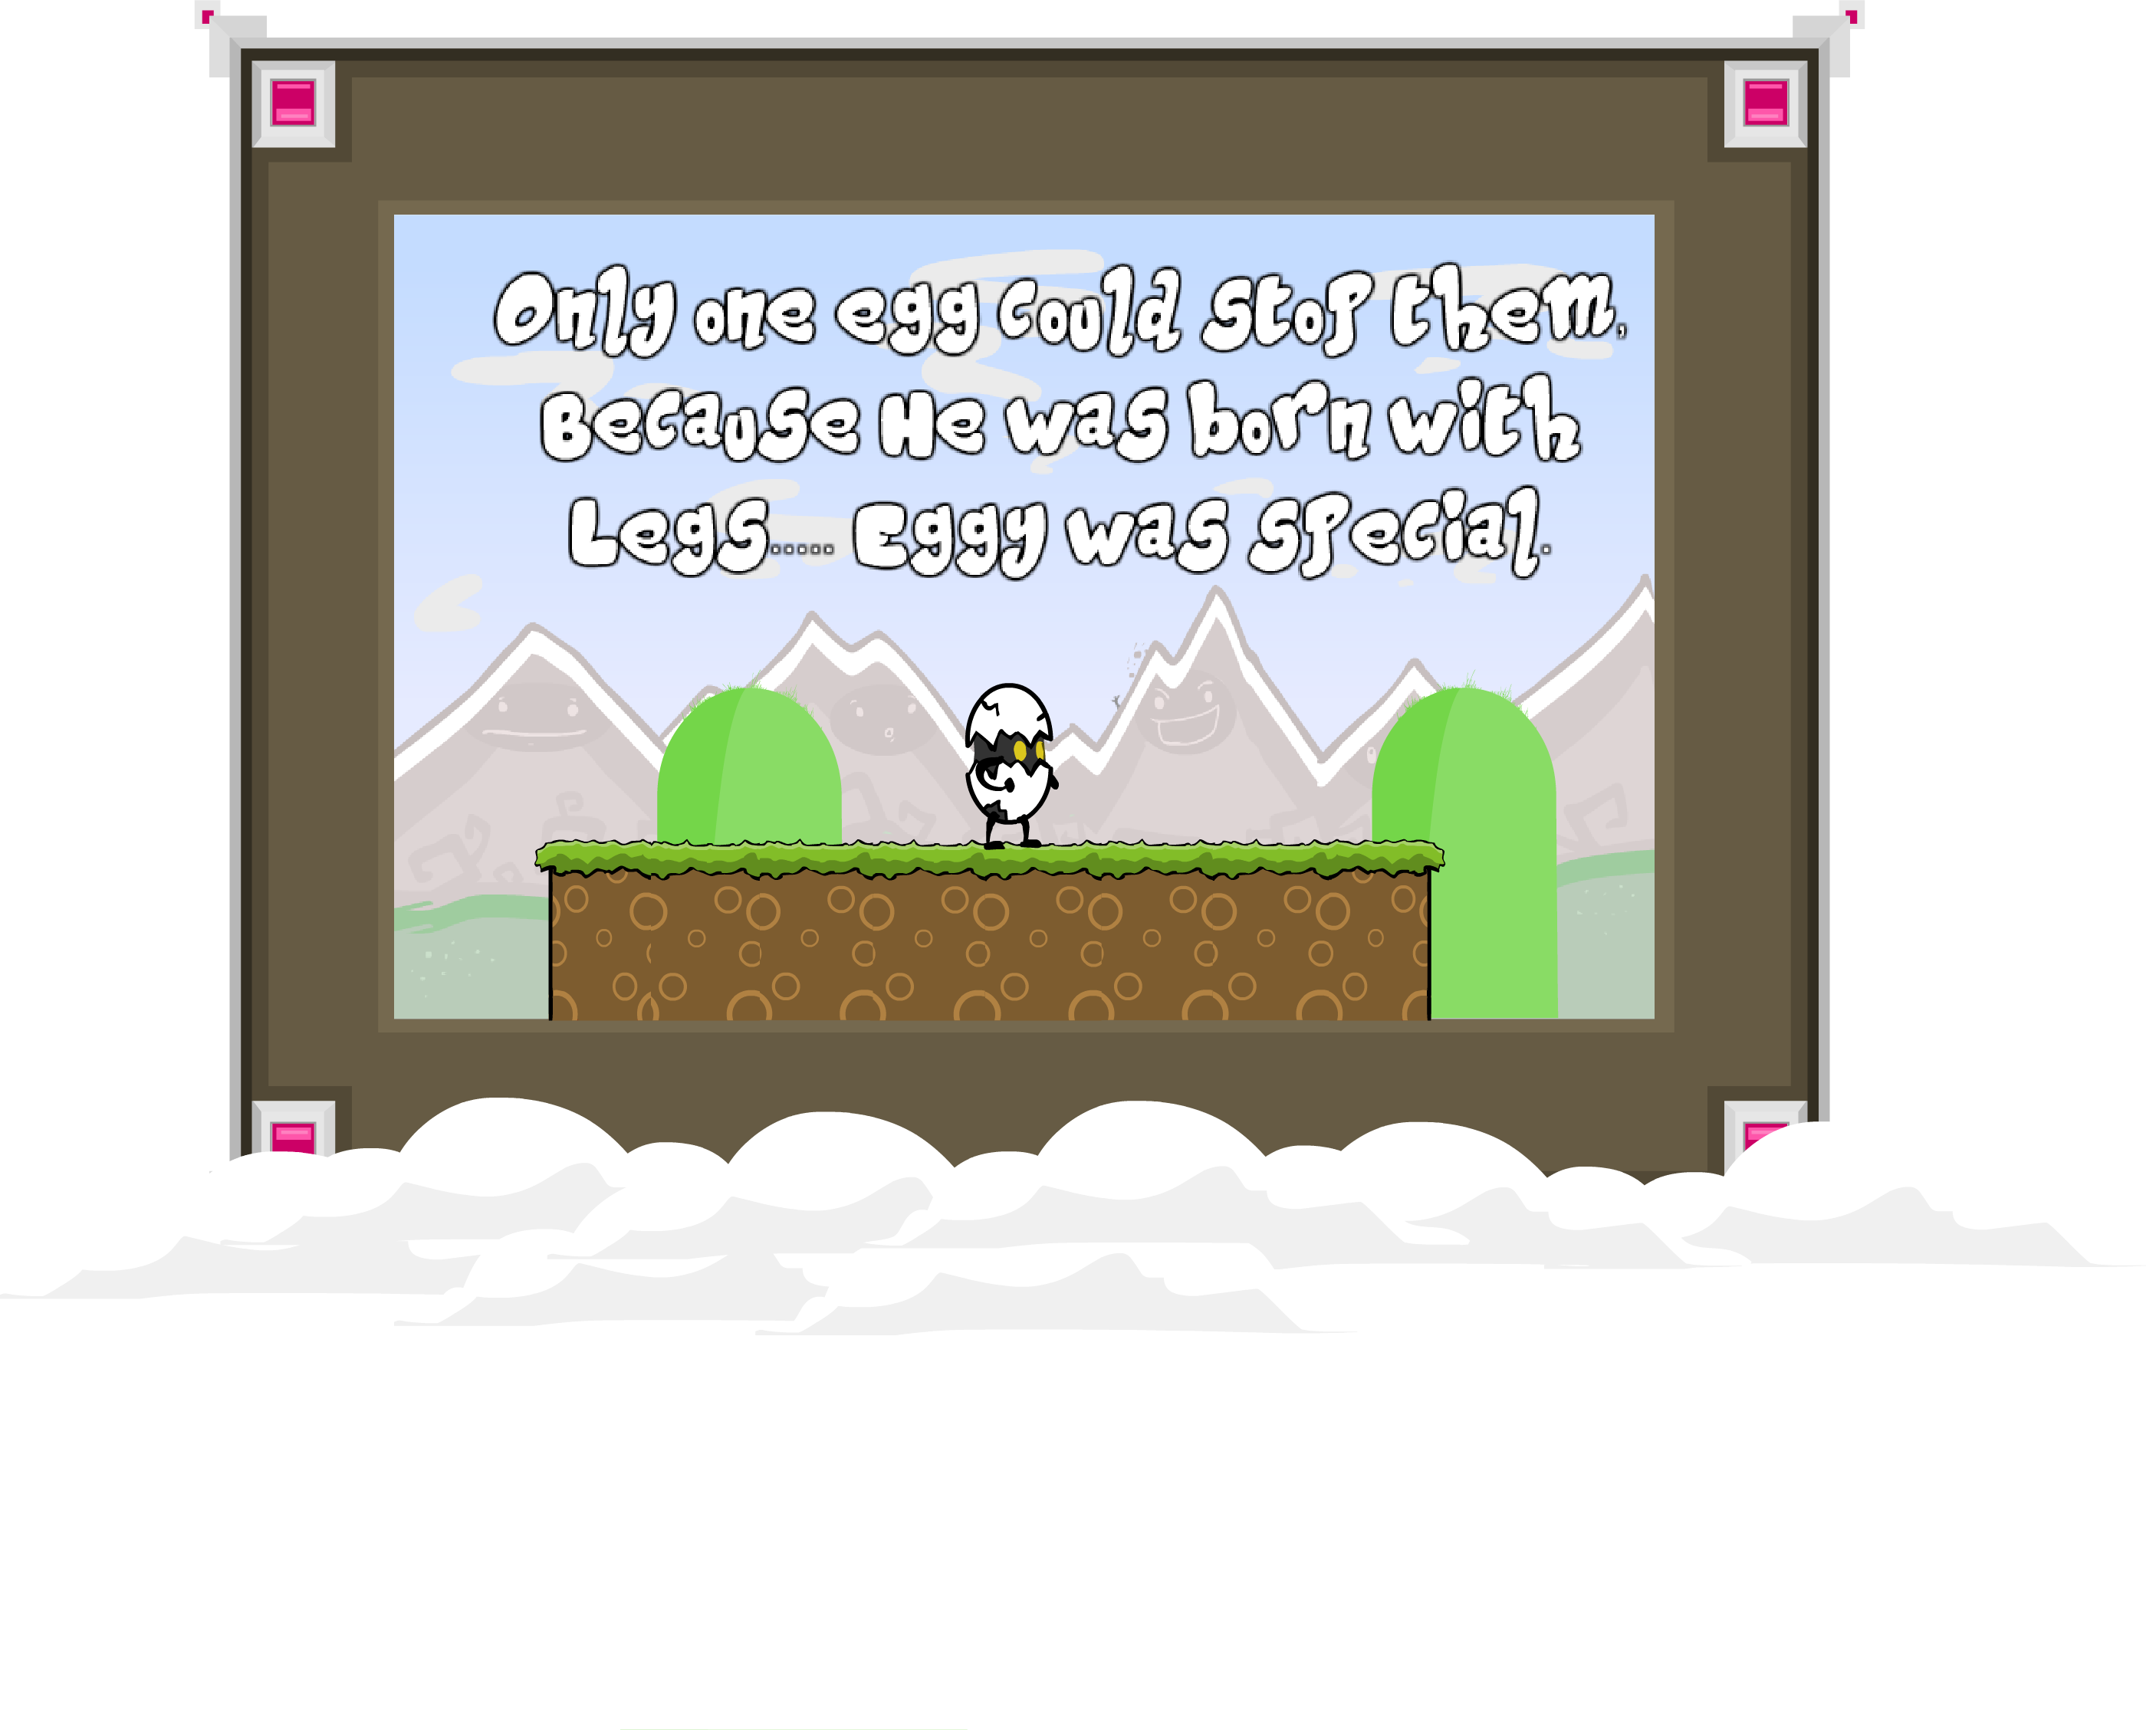 Only one egg could stop them,
Because He was born with
Legs..... Eggy was special.